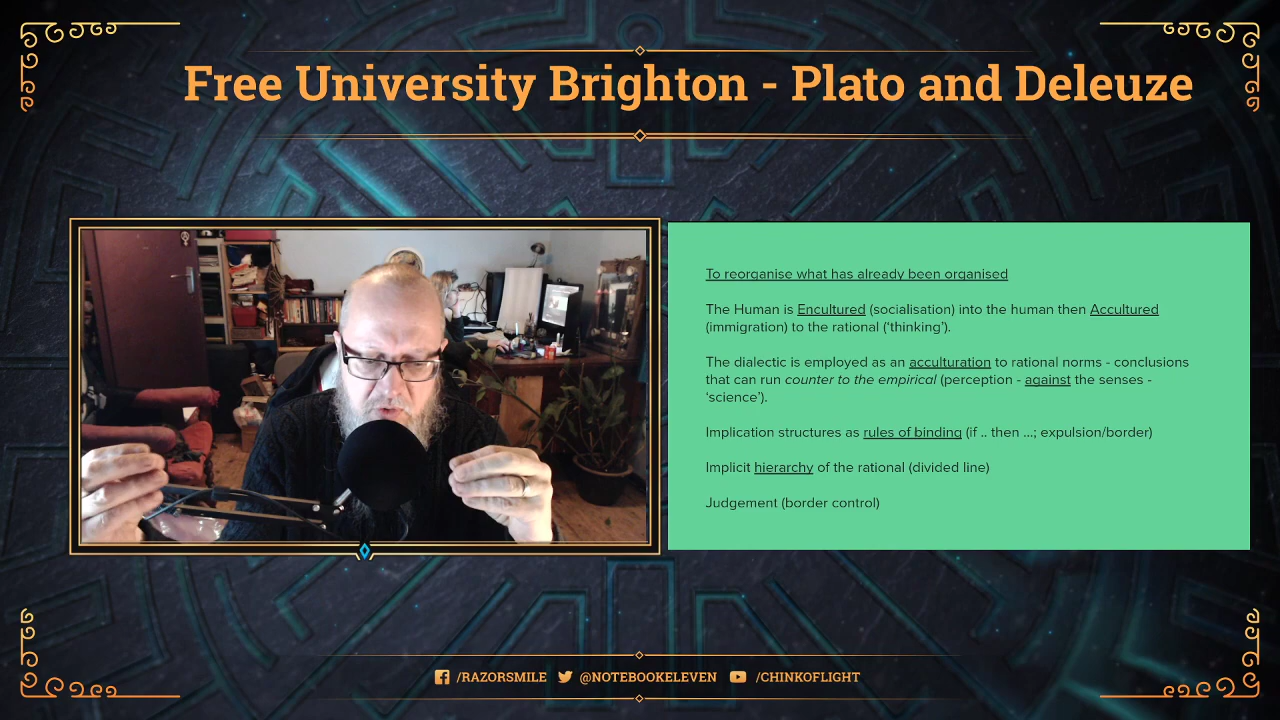 Free University Brighton - Plato and Deleuze
To reorganise what has already been organised
The Human is Encultured (socialisation) into the human then Accultured
(immigration) to the rational (‘thinking’).
The dialectic is employed as an acculturation to rational norms - conclusions
that can run counter to the empirical (perception - against the senses -
‘science’).
Implication structures as rules of binding (if .. then ...; expulsion/border)
Implicit hierarchy of the rational (divided line)
Judgement (border control)
/RAZORSMILE @NOTEBOOKELEVEN /CHINKOFLIGHT